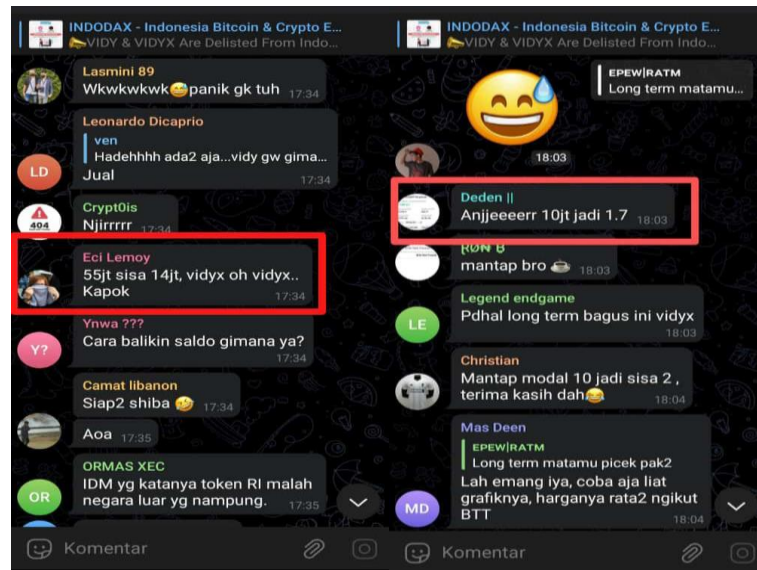 INDODAX - Indonesia Bitcoin & Crypto E...
VIDY & VIDYX Are Delisted From Indo...
Lasmini 89
Wkwkwkwk😅panik gk tuh 17:34
Leonardo Dicaprio
ven
Hadehhhh ada2 aja...vidy gw gima...
Jual 17:34
LD
Crypt0is
Njirrrrr 17:34
404
Eci Lemoy
55jt sisa 14jt, vidyx oh vidyx..
Kapok 17:34
Ynwa ???
Cara balikin saldo gimana ya?
17:34
Y?
Camat libanon
Siap2 shiba 🤣 17:34
Aoa 17:35
ORMAS XEC
IDM yg katanya token RI malah
negara luar yg nampung. 17:35
OR
Komentar
INDODAX - Indonesia Bitcoin & Crypto E...
VIDY & VIDYX Are Delisted From Indo...
EPEW|RATM
Long term matamu...
18:03
Deden ||
Anjjeeeerr 10jt jadi 1.7 18:03
RØN B
mantap bro ☕ 18:03
Legend endgame
Pdhal long term bagus ini vidyx
18:03
LE
Christian
Mantap modal 10 jadi sisa 2 ,
terima kasih dah😂 18:04
Mas Deen
EPEW|RATM
Long term matamu picek pak2
Lah emang iya, coba aja liat
grafiknya, harganya rata2 ngikut
BTT 18:04
MD
Komentar